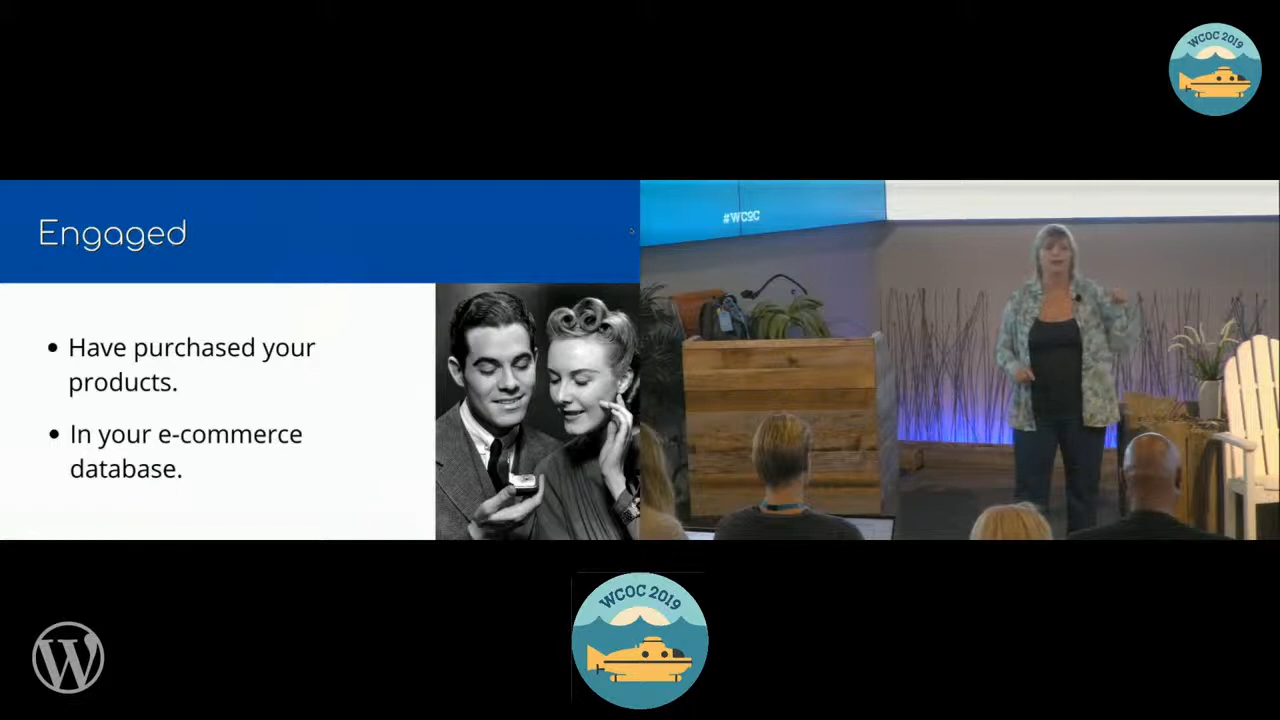 WCOC 2019
Engaged
#WCOC
• Have purchased your
products.
• In your e-commerce
database.
WCOC 2019